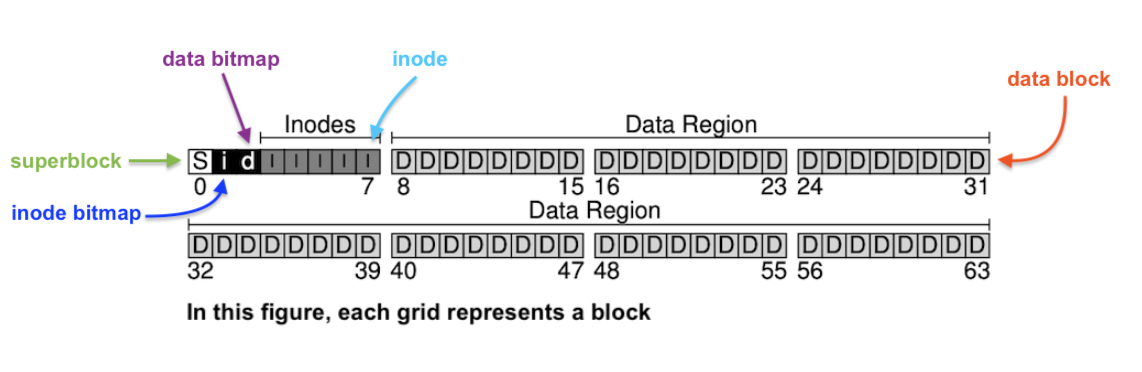 data bitmap
inode
data block
Inodes
Data Region
superblock
S i d I I I I I D D D D D D D D D D D D D D D D D D D D D D D D
0 7 8 15 16 23 24 31
inode bitmap
Data Region
D D D D D D D D D D D D D D D D D D D D D D D D D D D D D D D D
32 39 40 47 48 55 56 63
In this figure, each grid represents a block